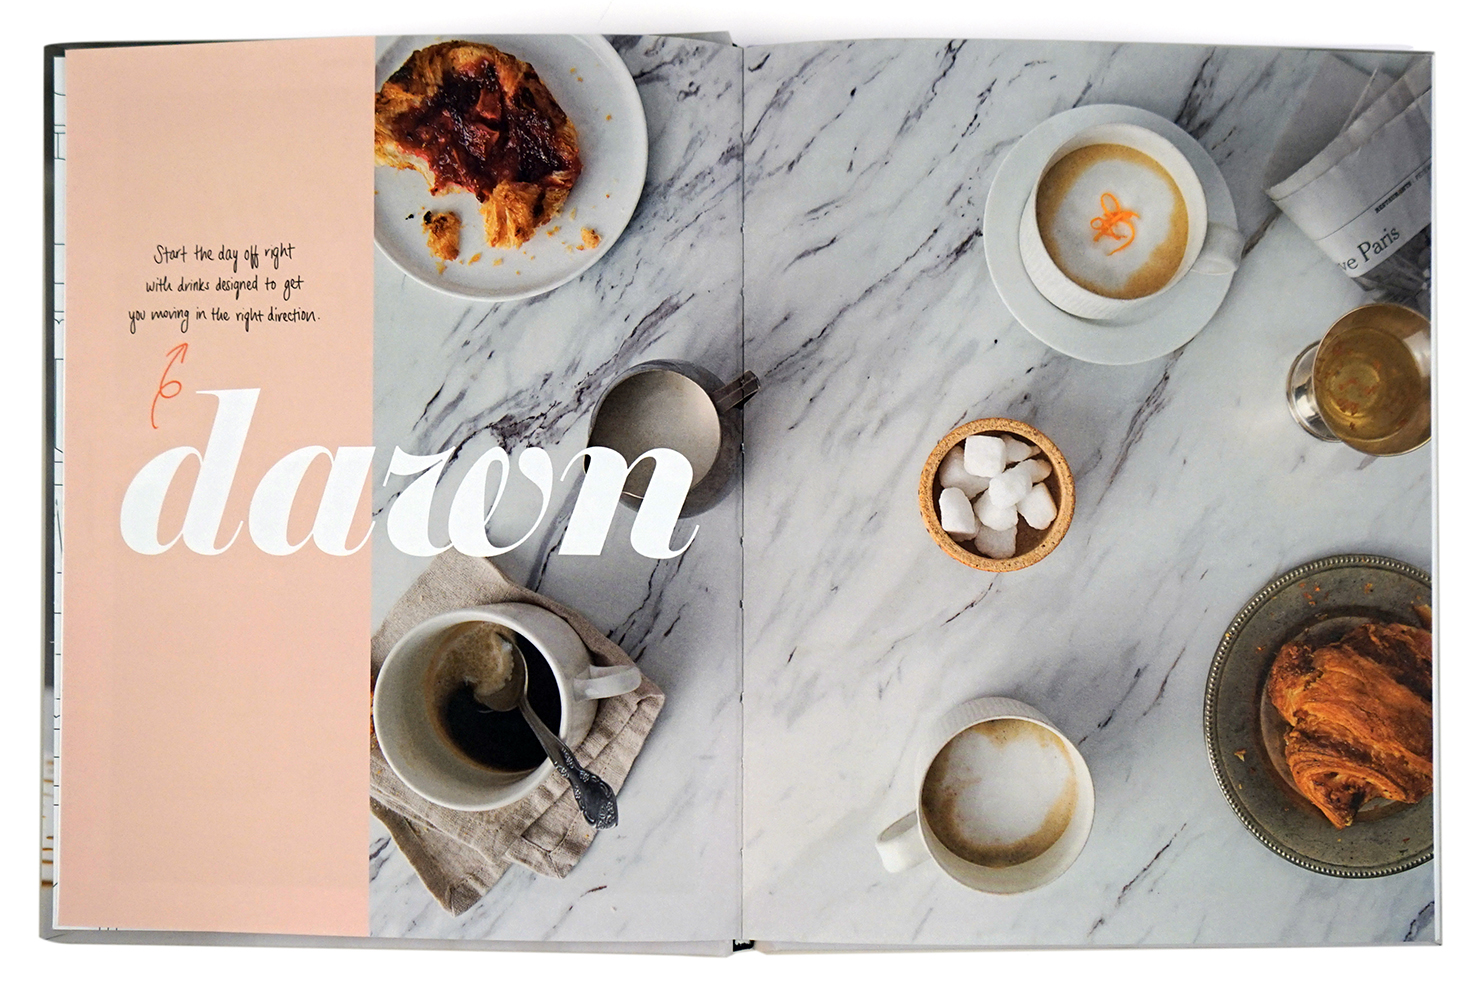 Start the day off right
with drinks designed to get
you moving in the right direction.
dawn
Paris